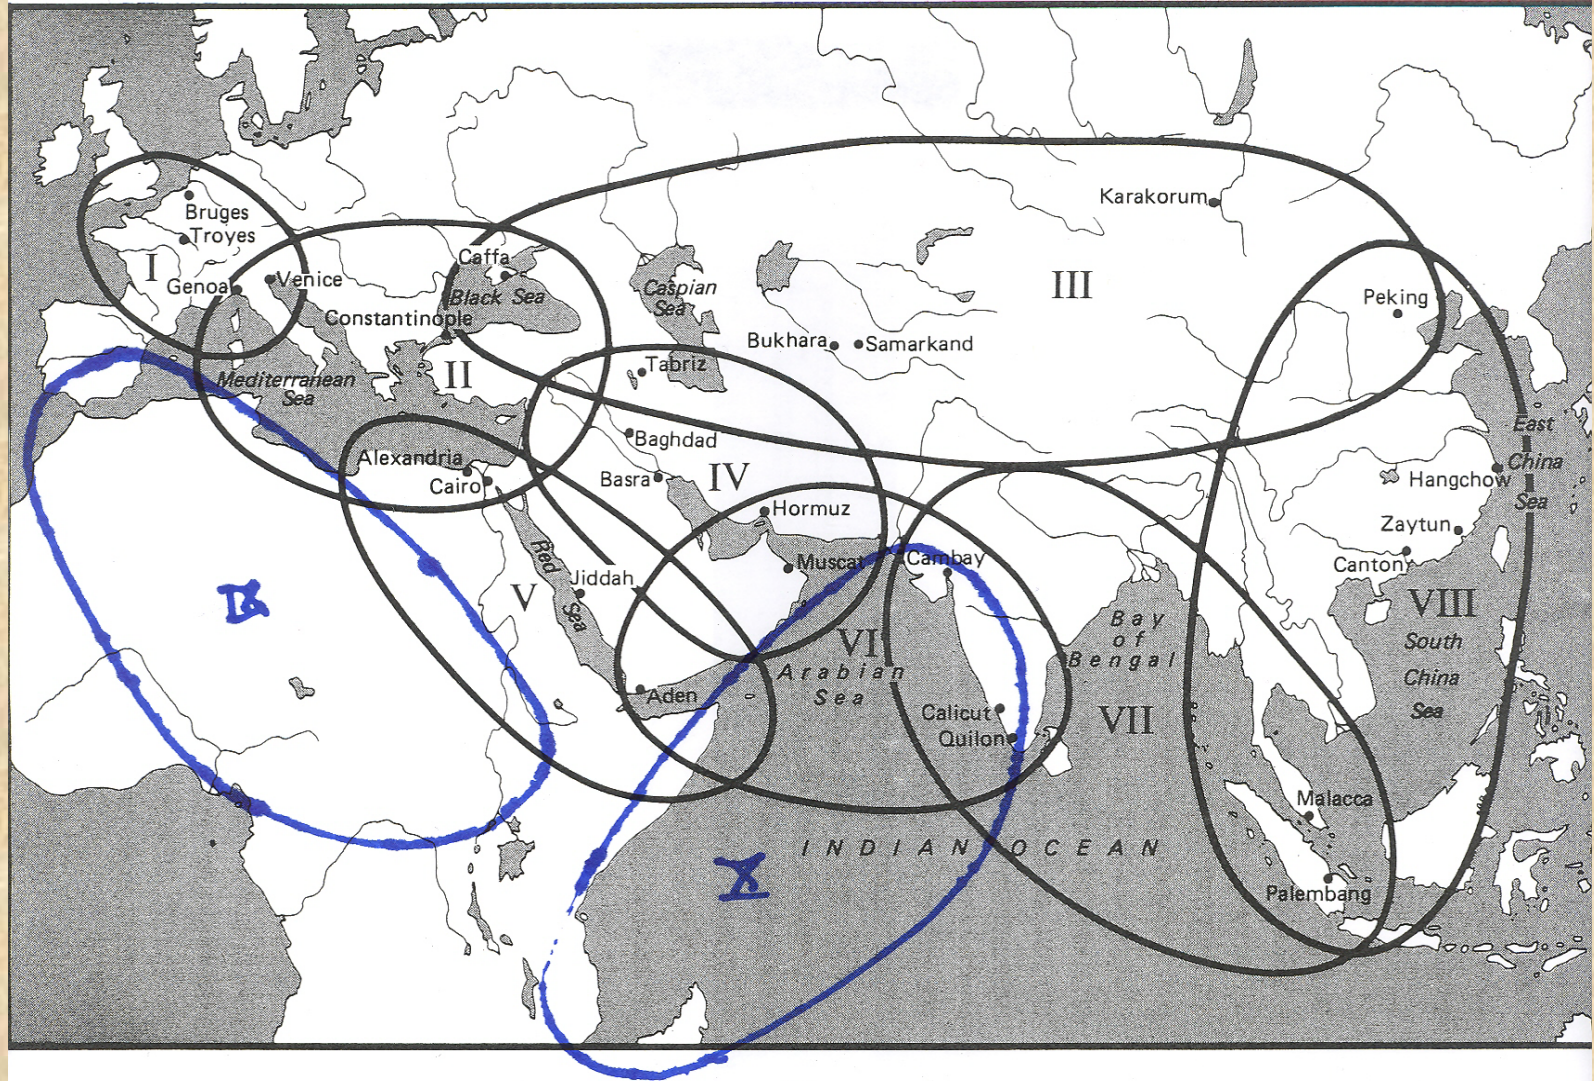 Karakorum
Bruges
Troyes
I
Genoa
Venice
Caffa
Black Sea
Constantinople
Caspian
Sea
III
Peking
Bukhara
Samarkand
Tabriz
II
Mediterranean
Sea
Baghdad
Alexandria
Cairo
Basra
IV
Hormuz
East
China
Sea
Hangchow
Zaytun
Cantony
Muscat
Cambay
Red
Sea
Jiddah
V
IX
VI
Arabian
Sea
Bay
of
Bengal
VIII
South
China
Sea
Aden
Calicut
Quilon
VII
Malacca
INDIAN OCEAN
X
Palembang